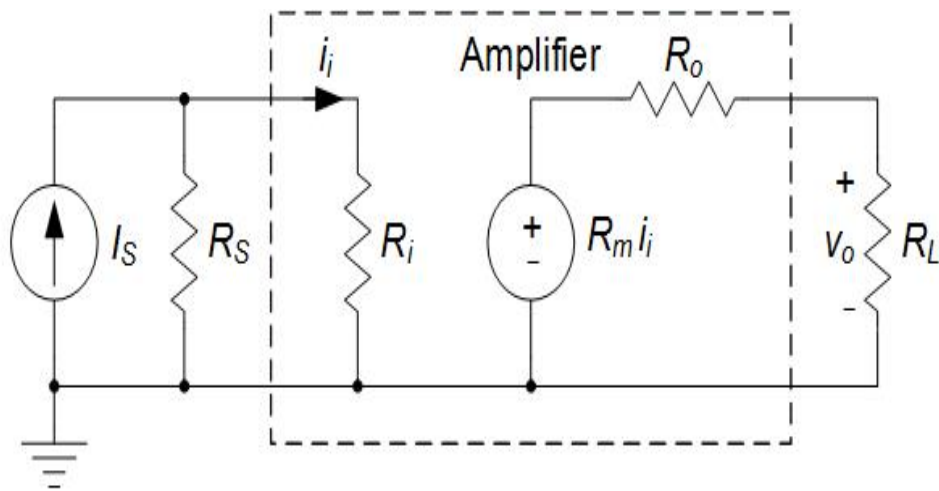 Amplifier
i_i
R_o
I_S
R_S
R_i
+
-
R_m i_i
+
v_o
-
R_L